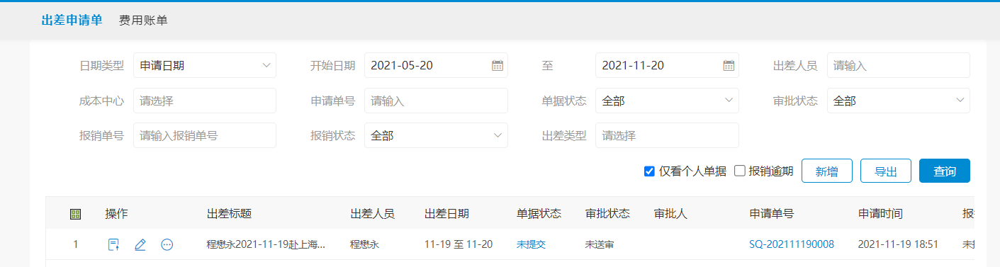 出差申请单 费用账单
日期类型 申请日期 开始日期 2021-05-20 至 2021-11-20 出差人员 请输入
成本中心 请选择 申请单号 请输入 单据状态 全部 审批状态 全部
报销单号 请输入报销单号 报销状态 全部 出差类型 请选择
仅看个人单据 报销逾期 新增 导出 查询
操作 出差标题 出差人员 出差日期 单据状态 审批状态 审批人 申请单号 申请时间 报
1 程懋永2021-11-19赴上海... 程懋永 11-19 至 11-20 未提交 未送审 SQ-202111190008 2021-11-19 18:51 未